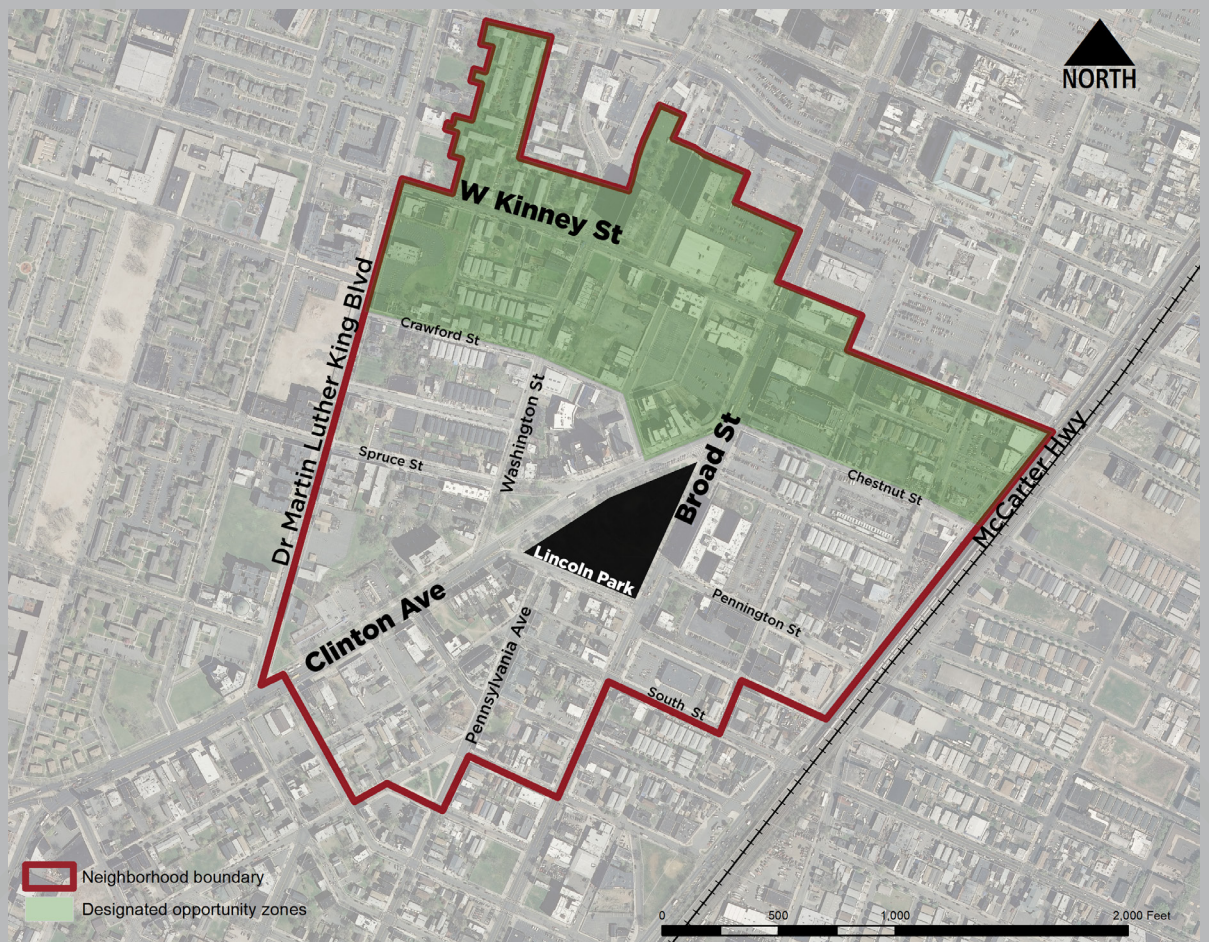 NORTH
W Kinney St
Dr Martin Luther King Blvd
Crawford St
Washington St
Spruce St
Broad St
Chestnut St
McCarter Hwy
Lincoln Park
Clinton Ave
Pennsylvania Ave
Pennington St
South St
Neighborhood boundary
Designated opportunity zones
0 500 1,000 2,000 Feet